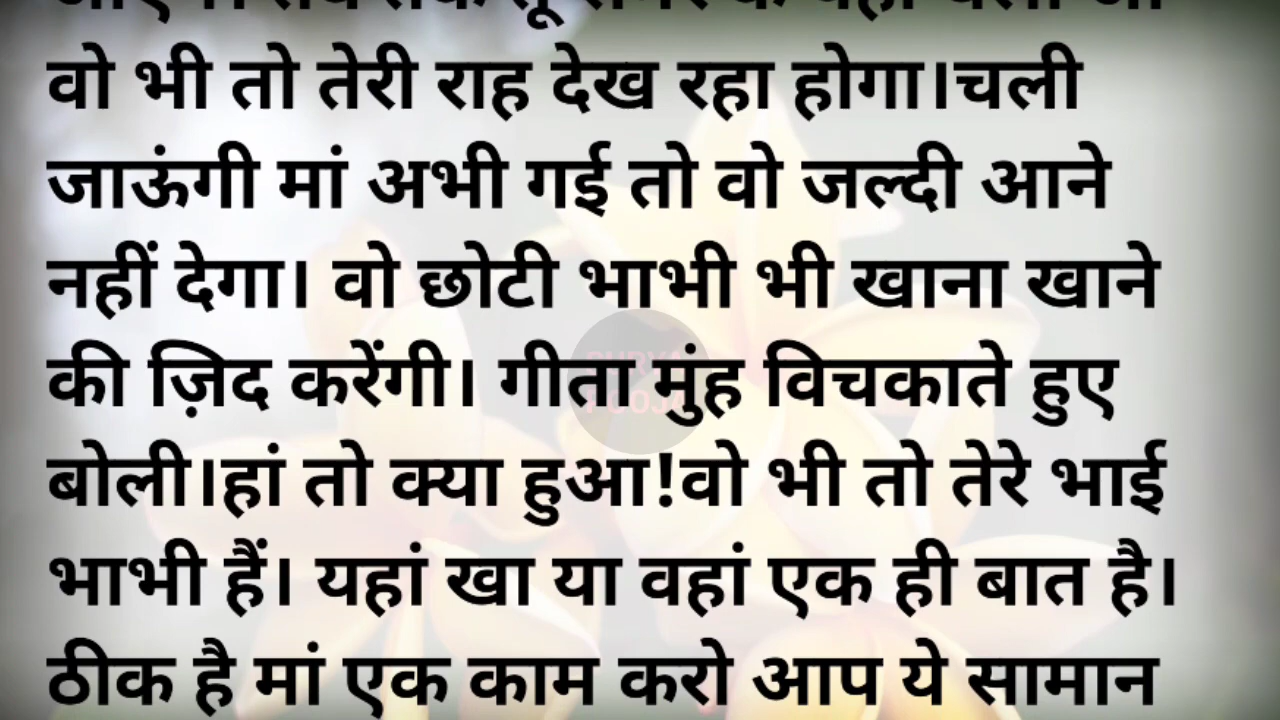 वो भी तो तेरी राह देख रहा होगा।चली
जाऊंगी मां अभी गई तो वो जल्दी आने
नहीं देगा। वो छोटी भाभी भी खाना खाने
की ज़िद करेंगी। गीता मुंह विचकाते हुए
बोली।हां तो क्या हुआ!वो भी तो तेरे भाई
भाभी हैं। यहां खा या वहां एक ही बात है।
ठीक है मां एक काम करो आप ये सामान